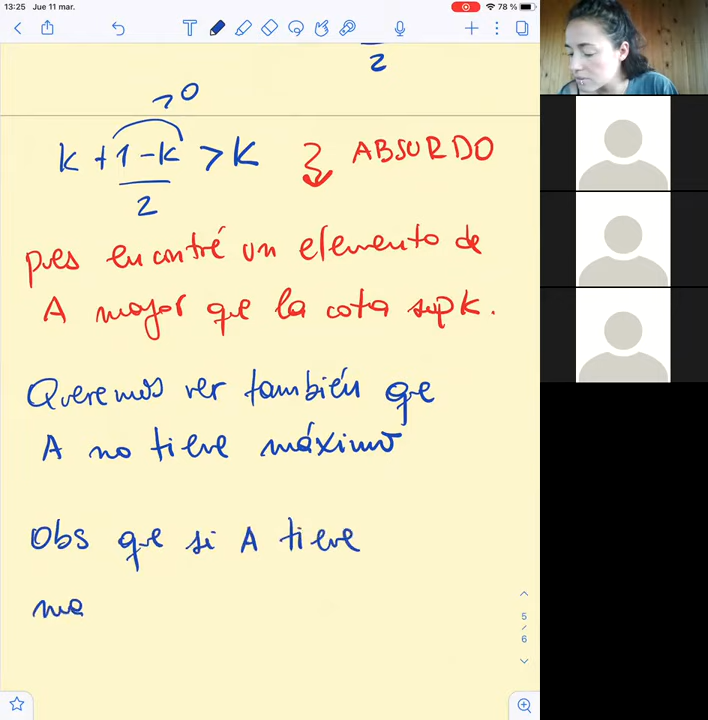 13:25 Jue 11 mar.
78 %
2
>0
k + 1-k > k ABSURDO
2
pues encontré un elemento de
A mayor que la cota sup k.
Queremos ver también que
A no tiene máximo
Obs que si A tiene
ma
5
/
6